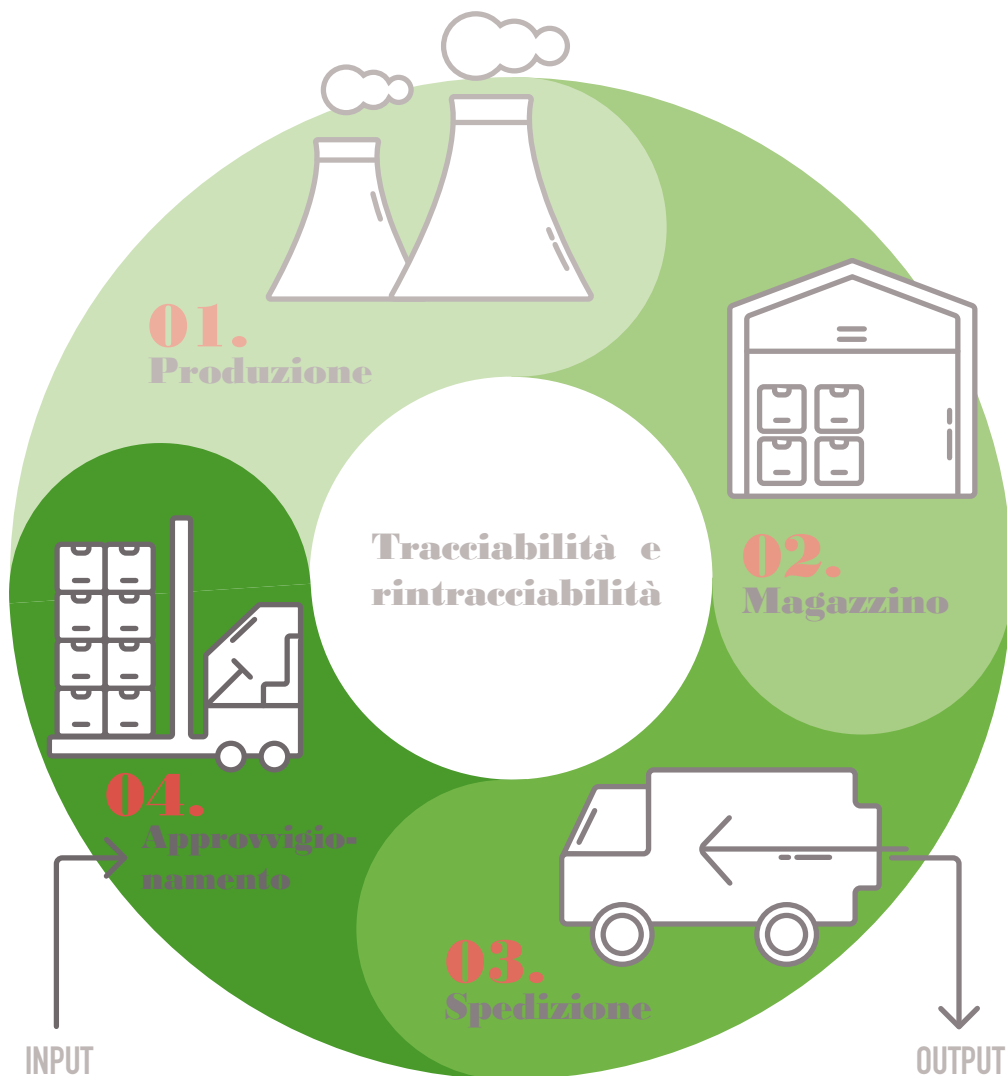 01.
Produzione
Tracciabilità e
rintracciabilità
02.
Magazzino
04.
Approvvigio-
namento
03.
Spedizione
INPUT
OUTPUT